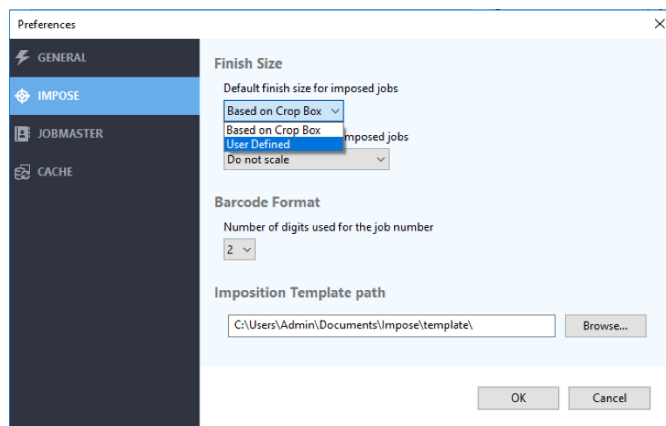 Preferences
GENERAL
IMPOSE
JOBMASTER
CACHE
Finish Size
Default finish size for imposed jobs
Based on Crop Box
Based on Crop Box
User Defined
imposed jobs
Do not scale
Barcode Format
Number of digits used for the job number
2
Imposition Template path
C:\Users\Admin\Documents\Impose\template\
Browse...
OK
Cancel